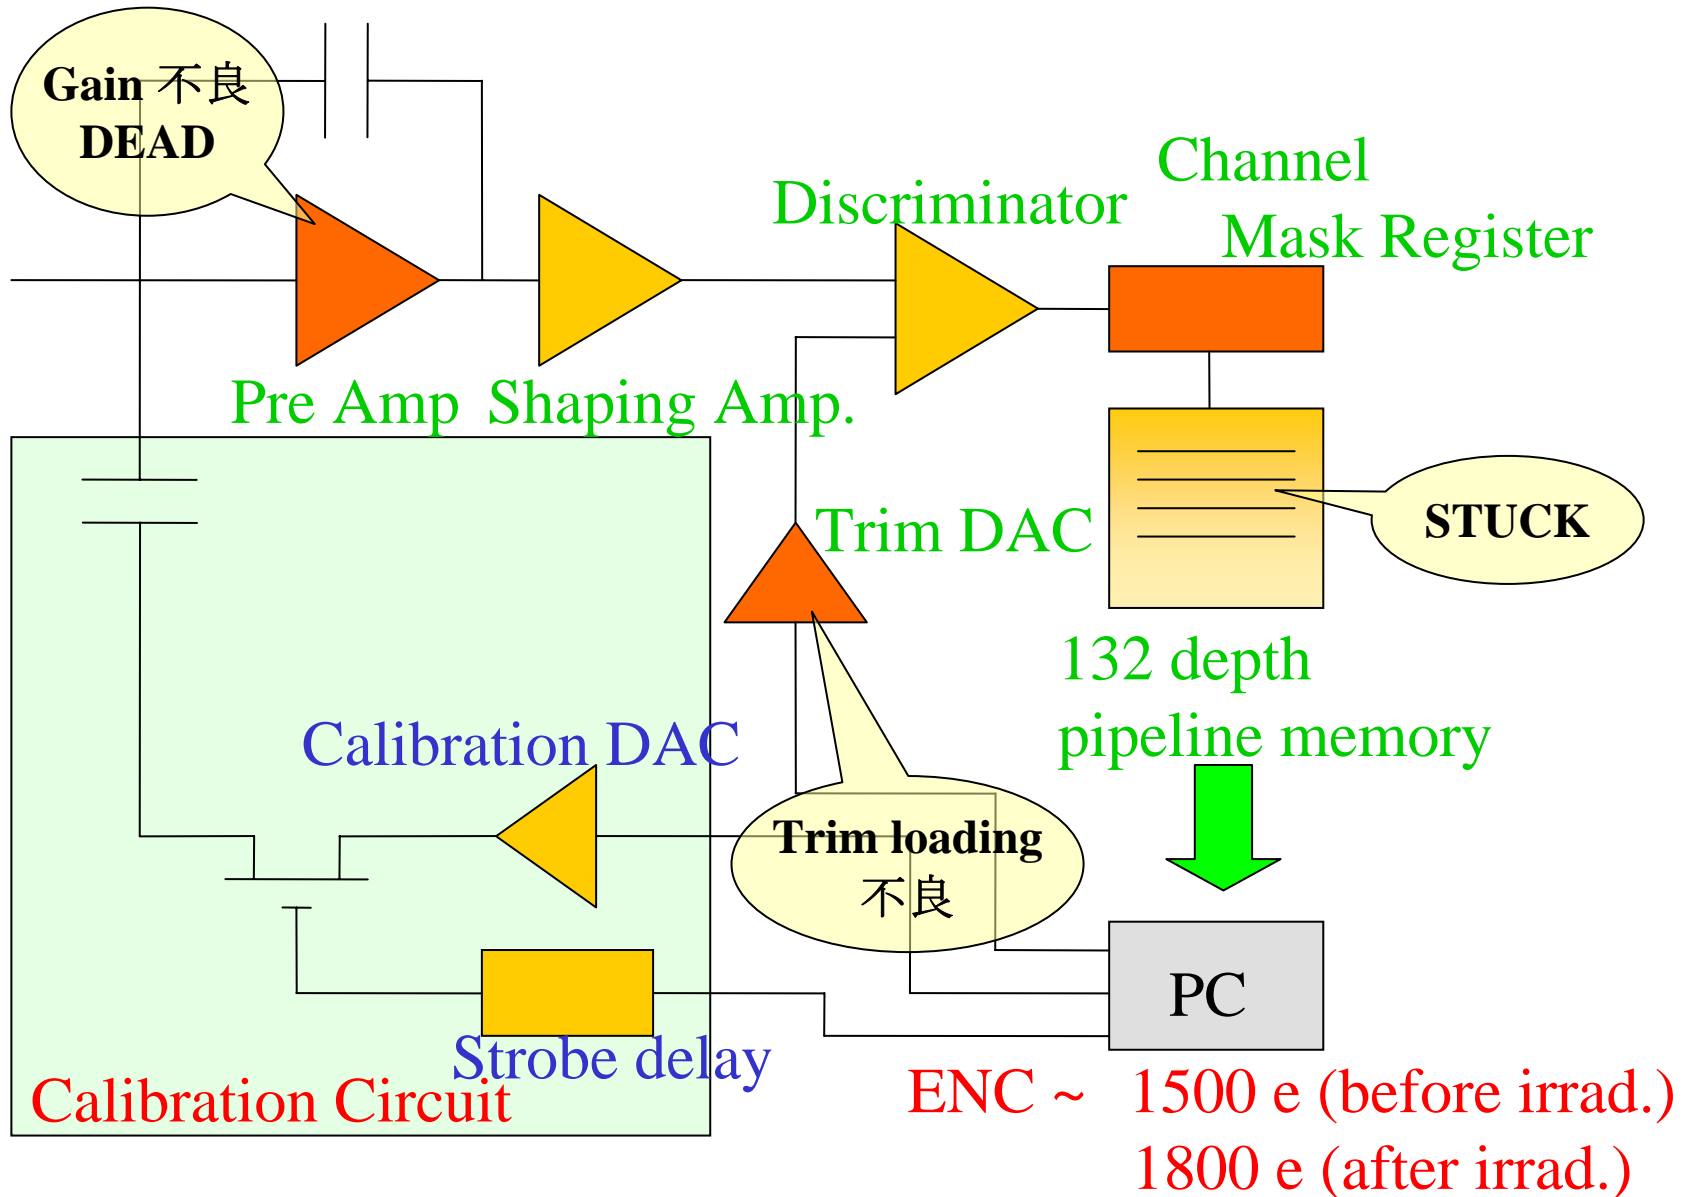 Gain 不良
DEAD
Channel
Mask Register
Discriminator
Pre Amp
Shaping Amp.
Trim DAC
STUCK
132 depth
pipeline memory
Calibration DAC
Trim loading
不良
PC
Strobe delay
Calibration Circuit
ENC ~ 1500 e (before irrad.)
1800 e (after irrad.)